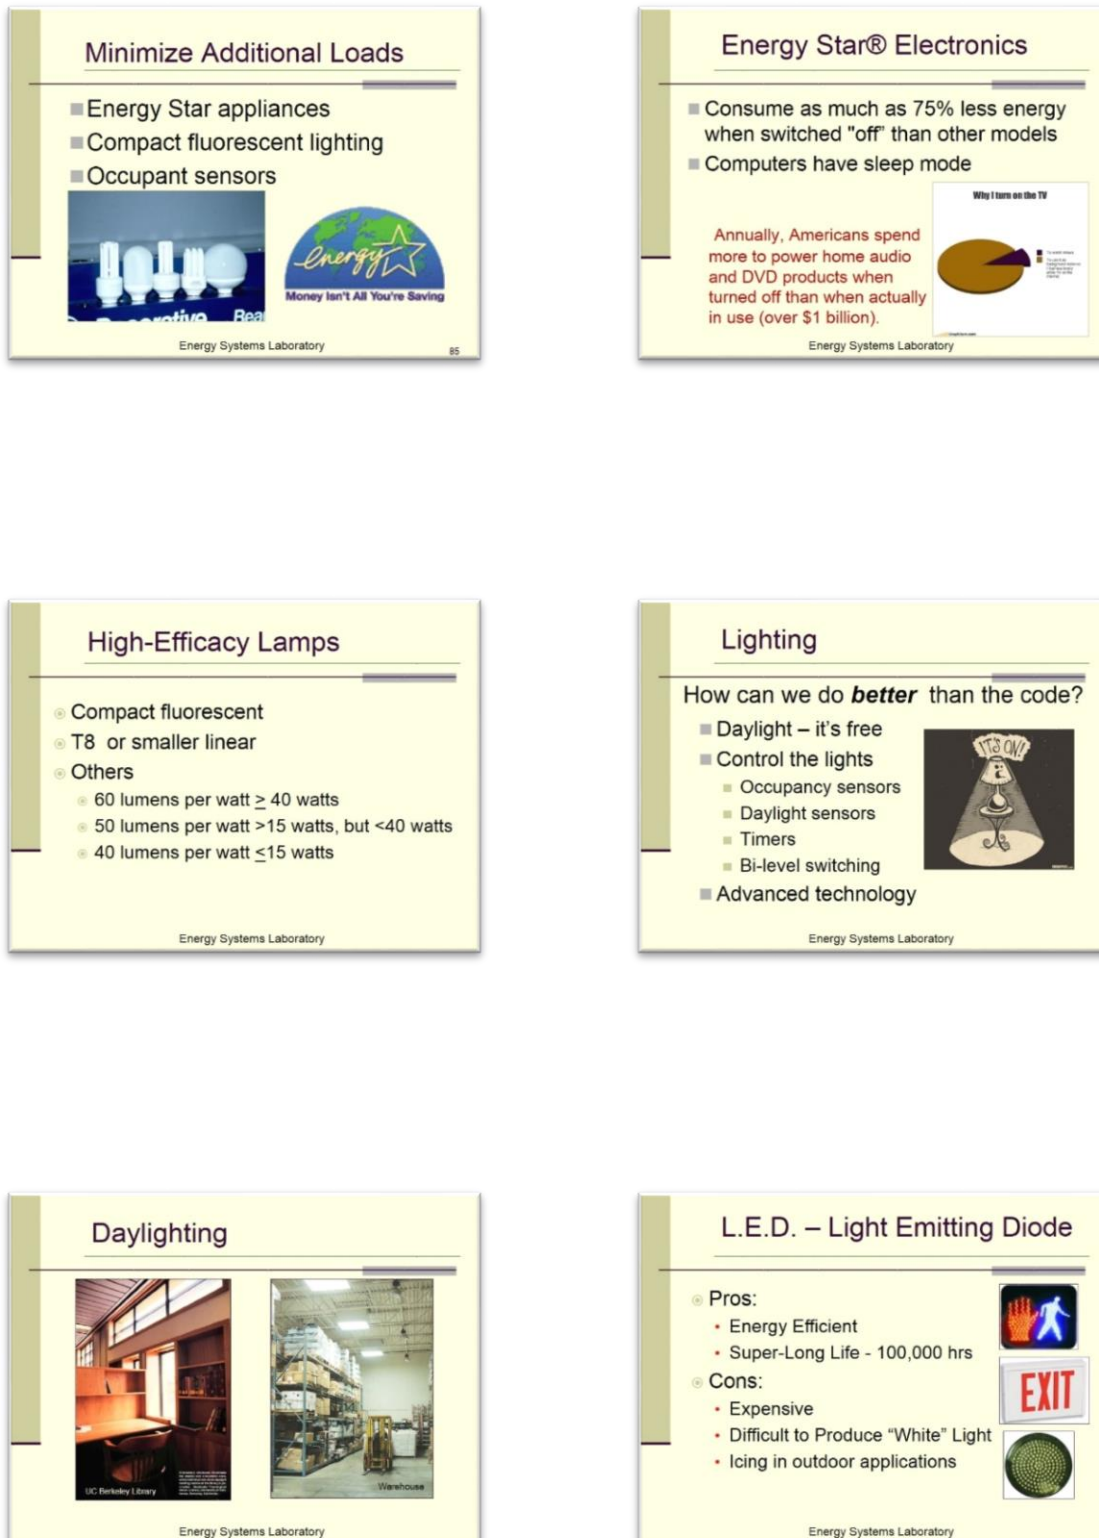 Minimize Additional Loads
Energy Star appliances
Compact fluorescent lighting
Occupant sensors
energy
Money Isn't All You're Saving
Energy Systems Laboratory
85
Energy Star® Electronics
Consume as much as 75% less energy
when switched "off” than other models
Computers have sleep mode
Why I turn on the TV
Annually, Americans spend
more to power home audio
and DVD products when
turned off than when actually
in use (over $1 billion).
Energy Systems Laboratory
High-Efficacy Lamps
Compact fluorescent
T8 or smaller linear
Others
60 lumens per watt ≥ 40 watts
50 lumens per watt >15 watts, but <40 watts
40 lumens per watt ≤15 watts
Energy Systems Laboratory
Lighting
How can we do better than the code?
Daylight – it's free
Control the lights
Occupancy sensors
Daylight sensors
Timers
Bi-level switching
Advanced technology
IT'S ON!
Energy Systems Laboratory
Daylighting
UC Berkeley Library
Warehouse
Energy Systems Laboratory
L.E.D. – Light Emitting Diode
Pros:
Energy Efficient
Super-Long Life - 100,000 hrs
Cons:
Expensive
Difficult to Produce “White” Light
Icing in outdoor applications
EXIT
Energy Systems Laboratory